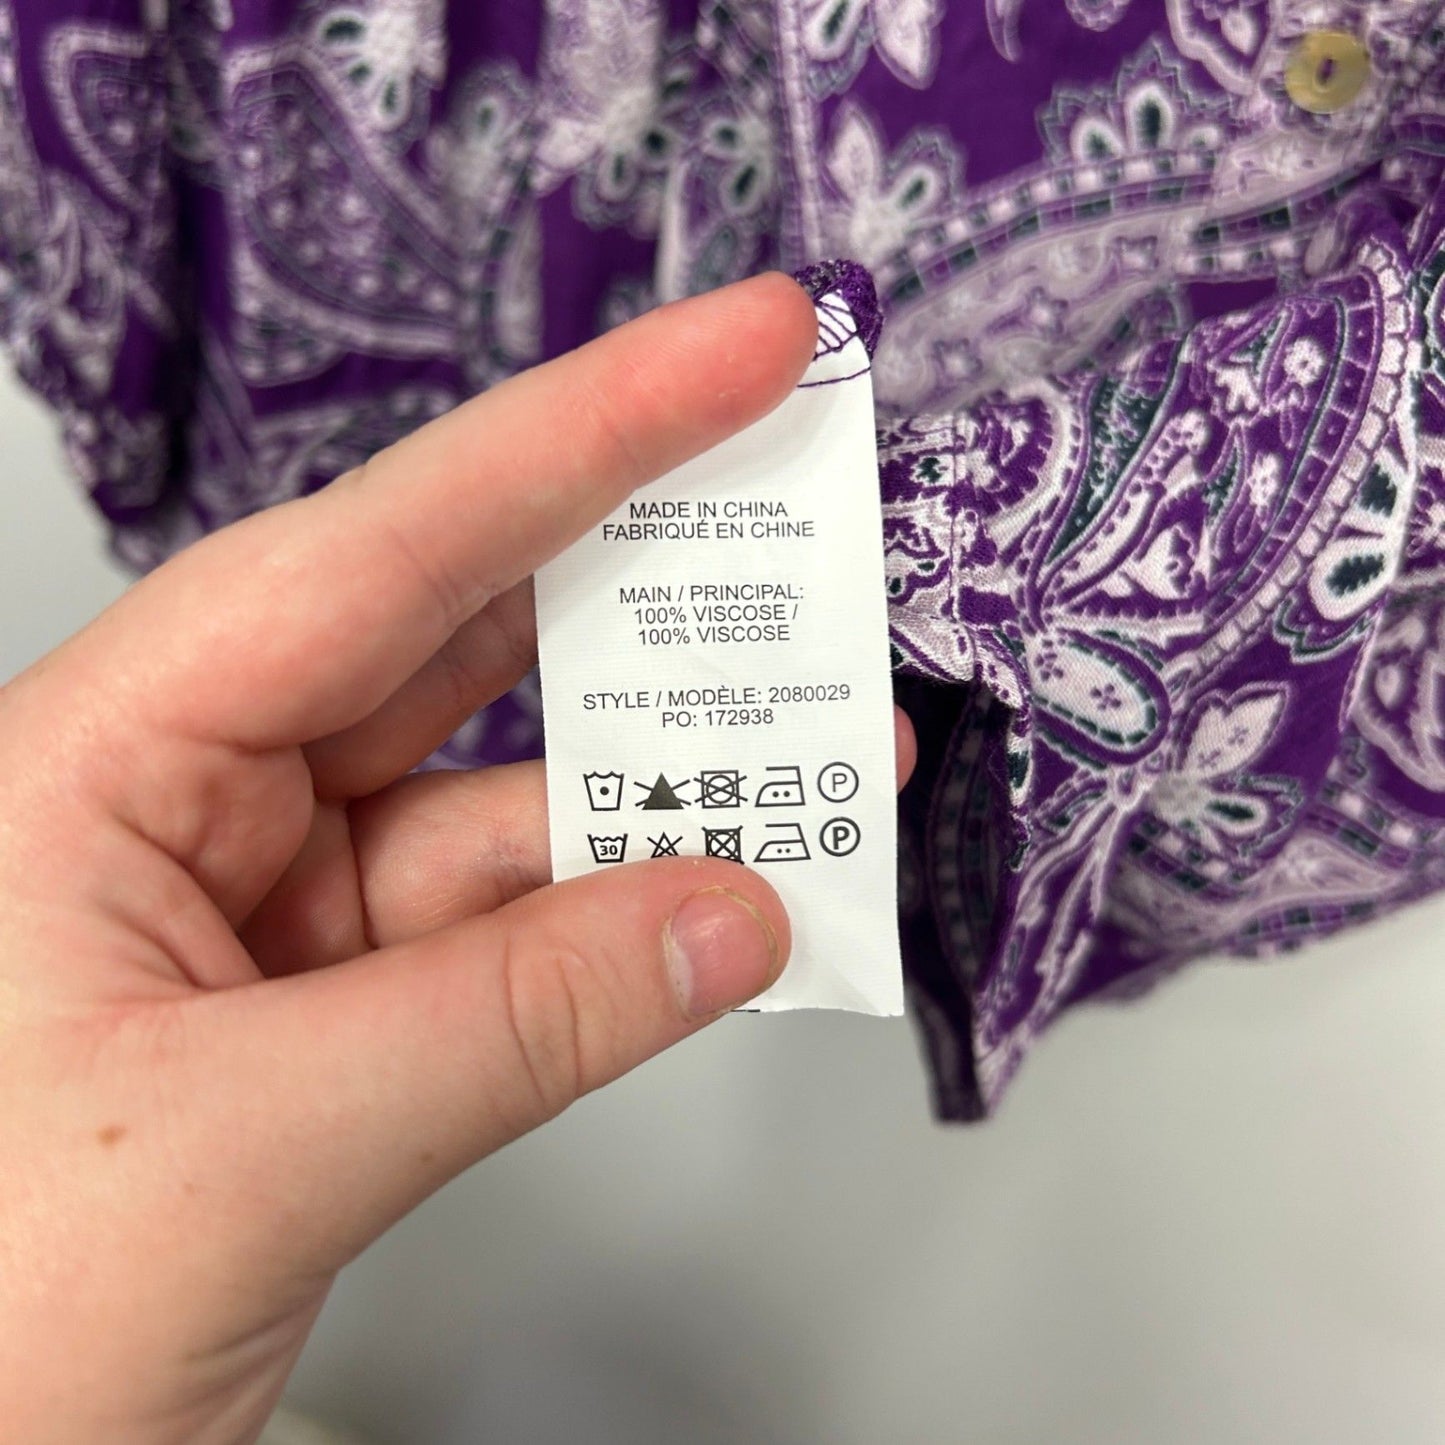 MADE IN CHINA
FABRIQUÉ EN CHINE
MAIN / PRINCIPAL:
100% VISCOSE /
100% VISCOSE
STYLE / MODÈLE: 2080029
PO: 172938
P
30 P